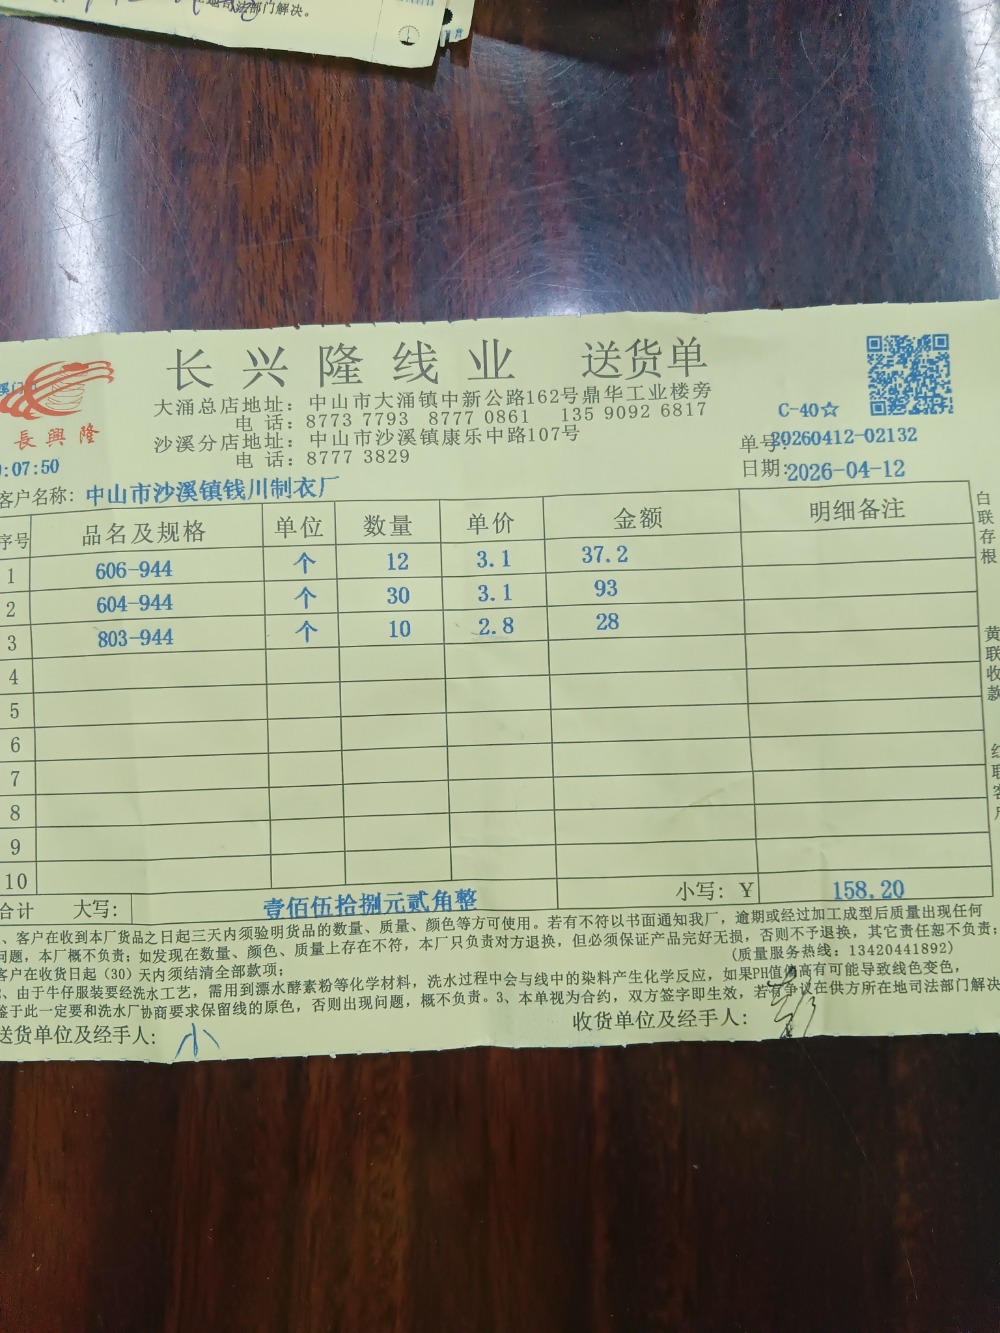 法部门解决。
长兴隆线业 送货单
長興隆
大涌总店地址：中山市大涌镇中新公路162号鼎华工业楼旁
电 话：8773 7793 8777 0861 135 9092 6817
沙溪分店地址：中山市沙溪镇康乐中路107号
电 话：8777 3829
C-40☆
单号：20260412-02132
:07:50
日期：2026-04-12
客户名称：中山市沙溪镇钱川制衣厂
序号 品名及规格 单位 数量 单价 金额 明细备注
1 606-944 个 12 3.1 37.2
2 604-944 个 30 3.1 93
3 803-944 个 10 2.8 28
4
5
6
7
8
9
10
合计 大写：壹佰伍拾捌元贰角整 小写：Y 158.20
白联存根
黄联收款
红联客
、客户在收到本厂货品之日起三天内须验明货品的数量、质量、颜色等方可使用。若有不符以书面通知我厂，逾期或经过加工成型后质量出现任何
问题，本厂概不负责；如发现在数量、颜色、质量上存在不符，本厂只负责对方退换，但必须保证产品完好无损，否则不予退换，其它责任恕不负责；
客户在收货日起（30）天内须结清全部款项；
(质量服务热线：13420441892)
、由于牛仔服装要经洗水工艺，需用到漂水酵素粉等化学材料，洗水过程中会与线中的染料产生化学反应，如果PH值偏高有可能导致线色变色，
鉴于此一定要和洗水厂协商要求保留线的原色，否则出现问题，概不负责。3、本单视为合约，双方签字即生效，若有争议在供方所在地司法部门解决
送货单位及经手人：小
收货单位及经手人：